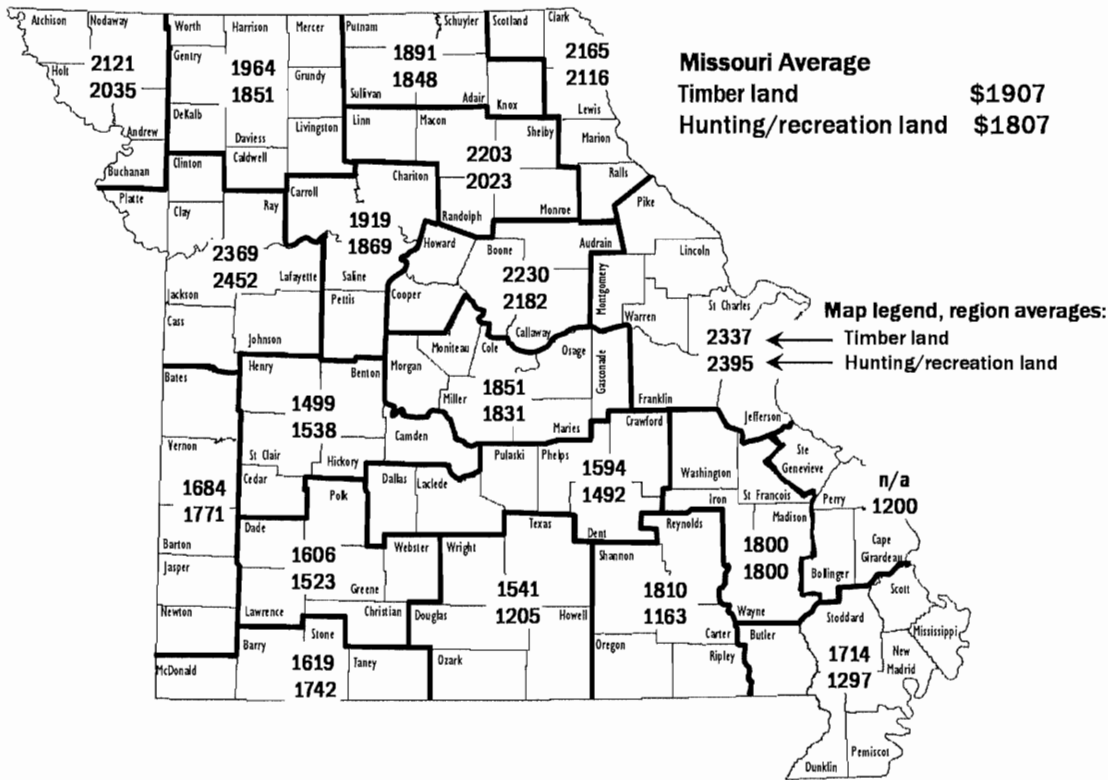 Atchison
Nodaway
Worth
Harrison
Mercer
Putnam
Schuyler
Scotland
Clark
Gentry
Holt
2121
2035
1964
1851
Grundy
1891
1848
Sullivan
Adair
Knox
2165
2116
Lewis
Missouri Average
Timber land $1907
Hunting/recreation land $1807
Andrew
DeKalb
Daviess
Livingston
Linn
Macon
Shelby
Marion
Buchanan
Clinton
Caldwell
Carroll
Chariton
2203
2023
Randolph
Monroe
Ralls
Platte
Clay
Ray
1919
1869
Saline
Howard
Boone
Audrain
Pike
2369
2452
Lafayette
Jackson
Cass
Johnson
Pettis
Cooper
2230
2182
Callaway
Montgomery
Lincoln
Warren
St Charles
2337
2395
Map legend, region averages:
Timber land
Hunting/recreation land
Franklin
Jefferson
Bates
Henry
Benton
Morgan
Moniteau
Cole
Osage
Gasconade
Miller
1851
1831
Maries
1499
1538
Camden
St Clair
Hickory
Vernon
Cedar
1684
1771
Barton
Polk
Dallas
Laclede
Pulaski
Phelps
Crawford
1594
1492
Dent
Washington
Ste
Genevieve
St Francois
Iron
Perry
n/a
1200
Madison
1800
1800
Bollinger
Cape
Girardeau
Wayne
Dade
1606
1523
Greene
Webster
Wright
Texas
Jasper
Newton
Lawrence
Christian
Douglas
1541
1205
Howell
Shannon
Reynolds
1810
1163
Carter
Oregon
Ripley
Butler
Stoddard
Scott
Mississippi
New
Madrid
1714
1297
McDonald
Barry
Stone
1619
1742
Taney
Ozark
Dunklin
Pemiscot